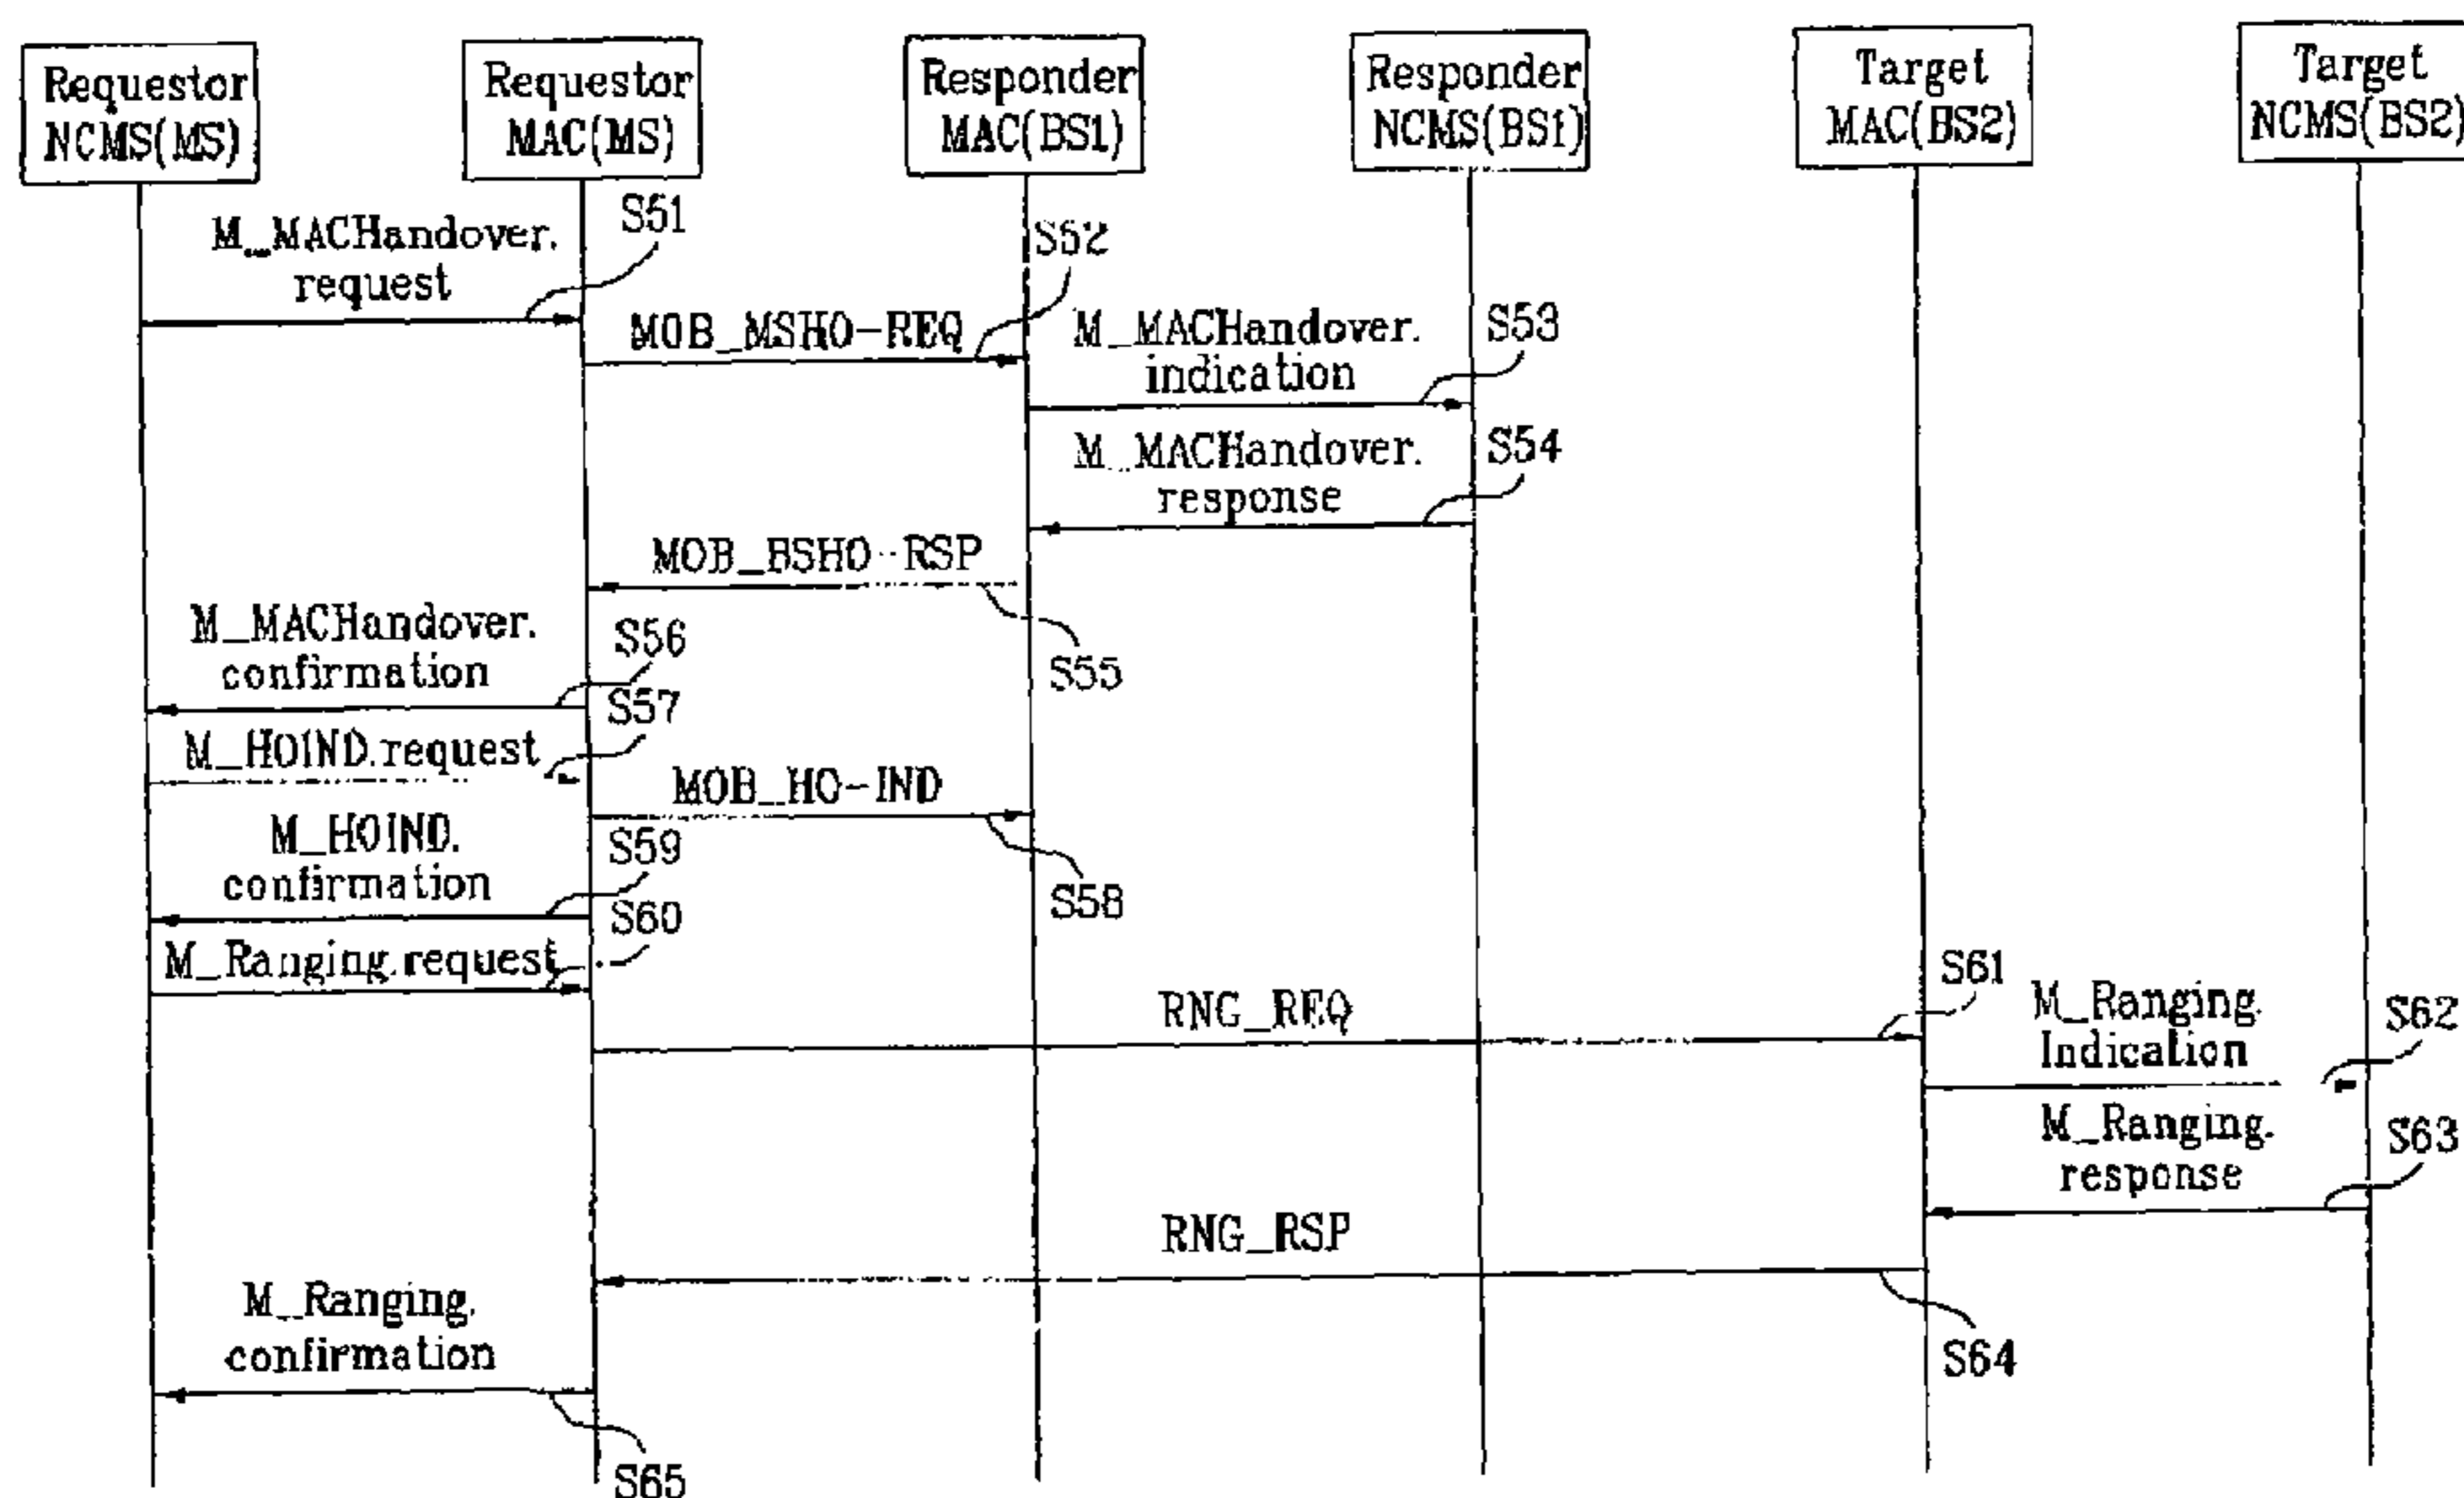 Requestor
NCMS(MS)
Requestor
MAC(MS)
Responder
MAC(BS1)
Responder
NCMS(BS1)
Target
MAC(BS2)
Target
NCMS(BS2)
M_MACHandover.
request
S51
MOB_MSHO-REQ
S52
M_MACHandover.
indication
S53
M_MACHandover.
response
S54
MOB_BSHO-RSP
S55
M_MACHandover.
confirmation
S56
M_HOIND.request
S57
MOB_HO-IND
S58
M_HOIND.
confirmation
S59
M_Ranging.request
S60
RNG_REQ
S61
M_Ranging.
Indication
S62
M_Ranging.
response
S63
RNG_RSP
S64
M_Ranging.
confirmation
S65